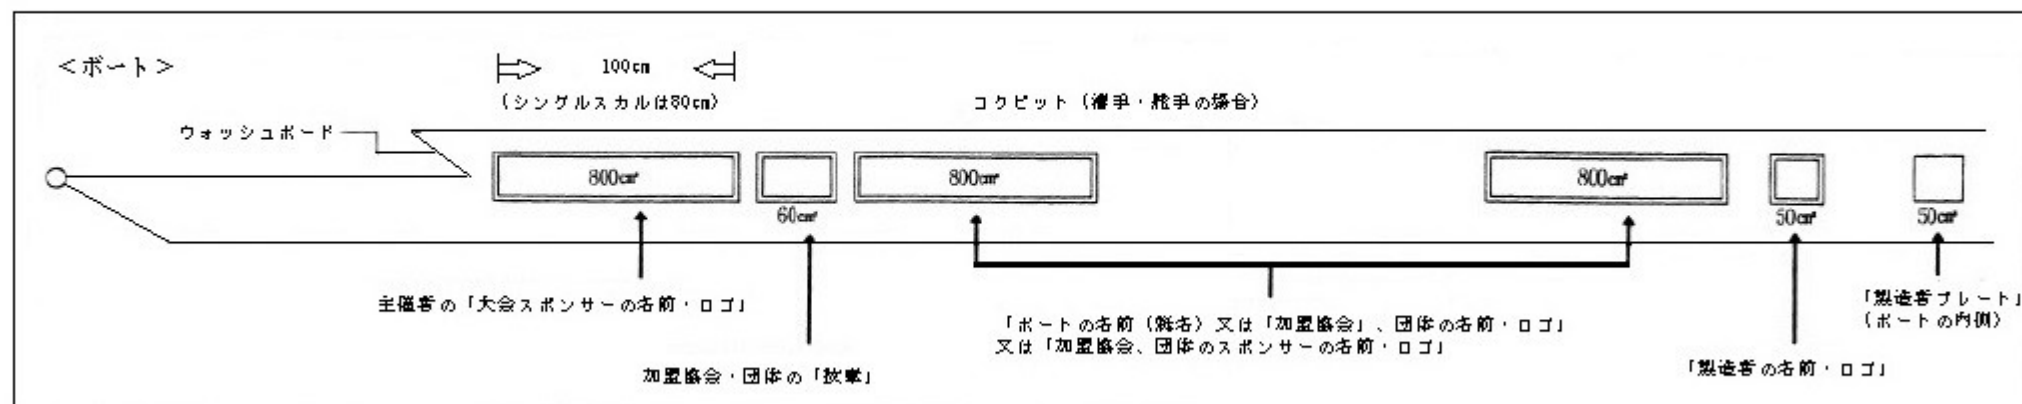 ＜ボート＞
100cm
（シングルスカルは80cm）
コクピット（漕手・舵手の場合）
ウォッシュボード
800c㎡
800c㎡
800c㎡
60c㎡
50c㎡
50c㎡
主催者の「大会スポンサーの名前・ロゴ」
「製造者プレート」
（ボートの内側）
「ボートの名前（艇名）又は「加盟協会」、団体の名前・ロゴ」
又は「加盟協会、団体のスポンサーの名前・ロゴ」
加盟協会・団体の「紋章」
「製造者の名前・ロゴ」